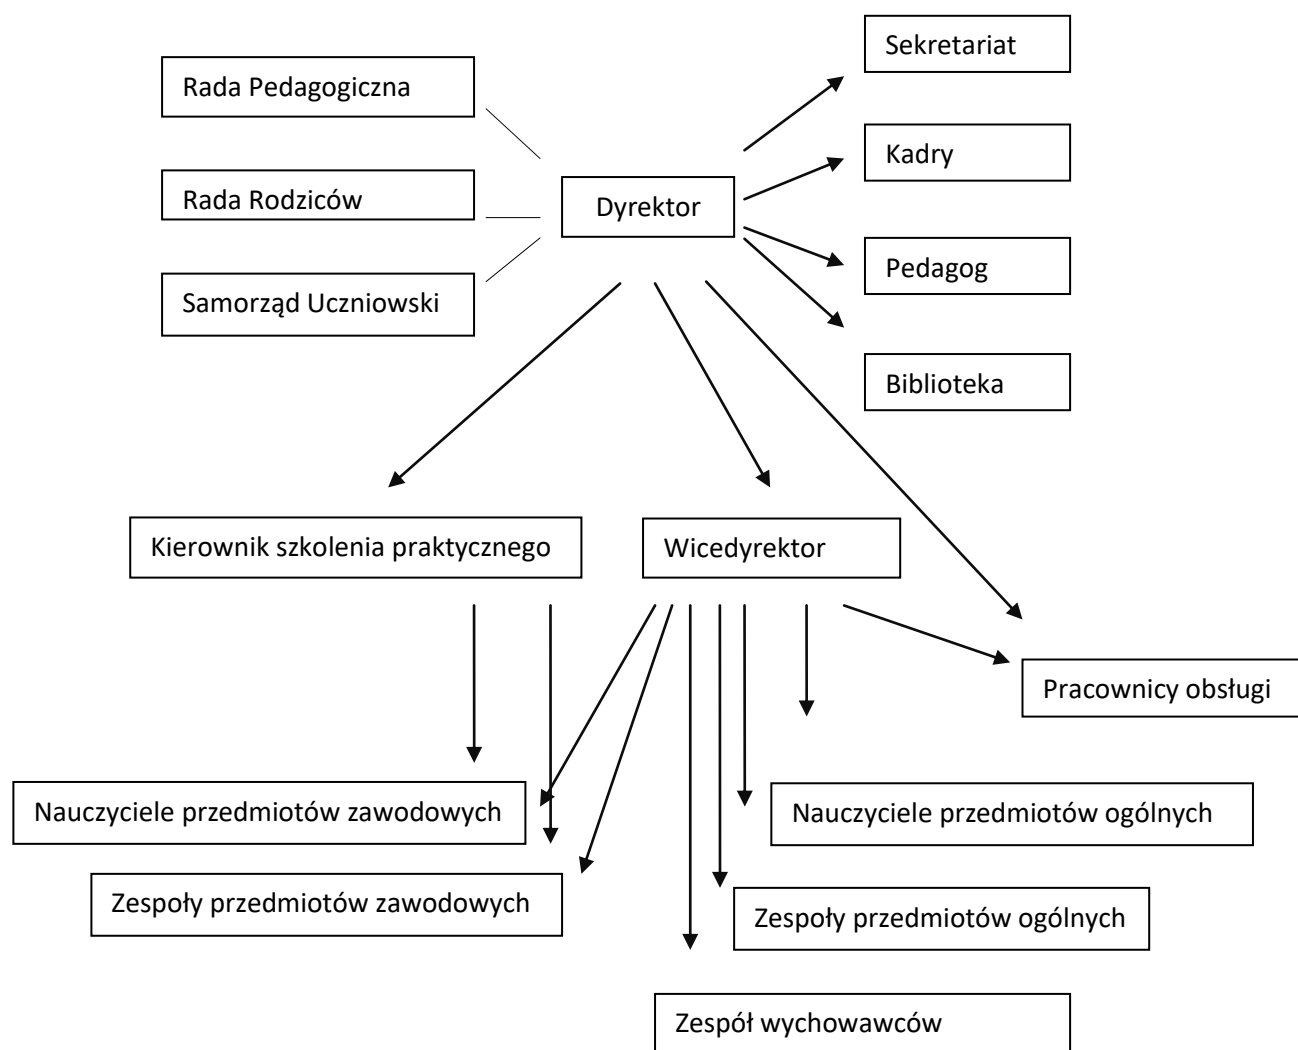 Sekretariat
Rada Pedagogiczna
Kadry
Rada Rodziców
Dyrektor
Pedagog
Samorząd Uczniowski
Biblioteka
Kierownik szkolenia praktycznego
Wicedyrektor
Pracownicy obsługi
Nauczyciele przedmiotów zawodowych
Nauczyciele przedmiotów ogólnych
Zespoły przedmiotów zawodowych
Zespoły przedmiotów ogólnych
Zespół wychowawców